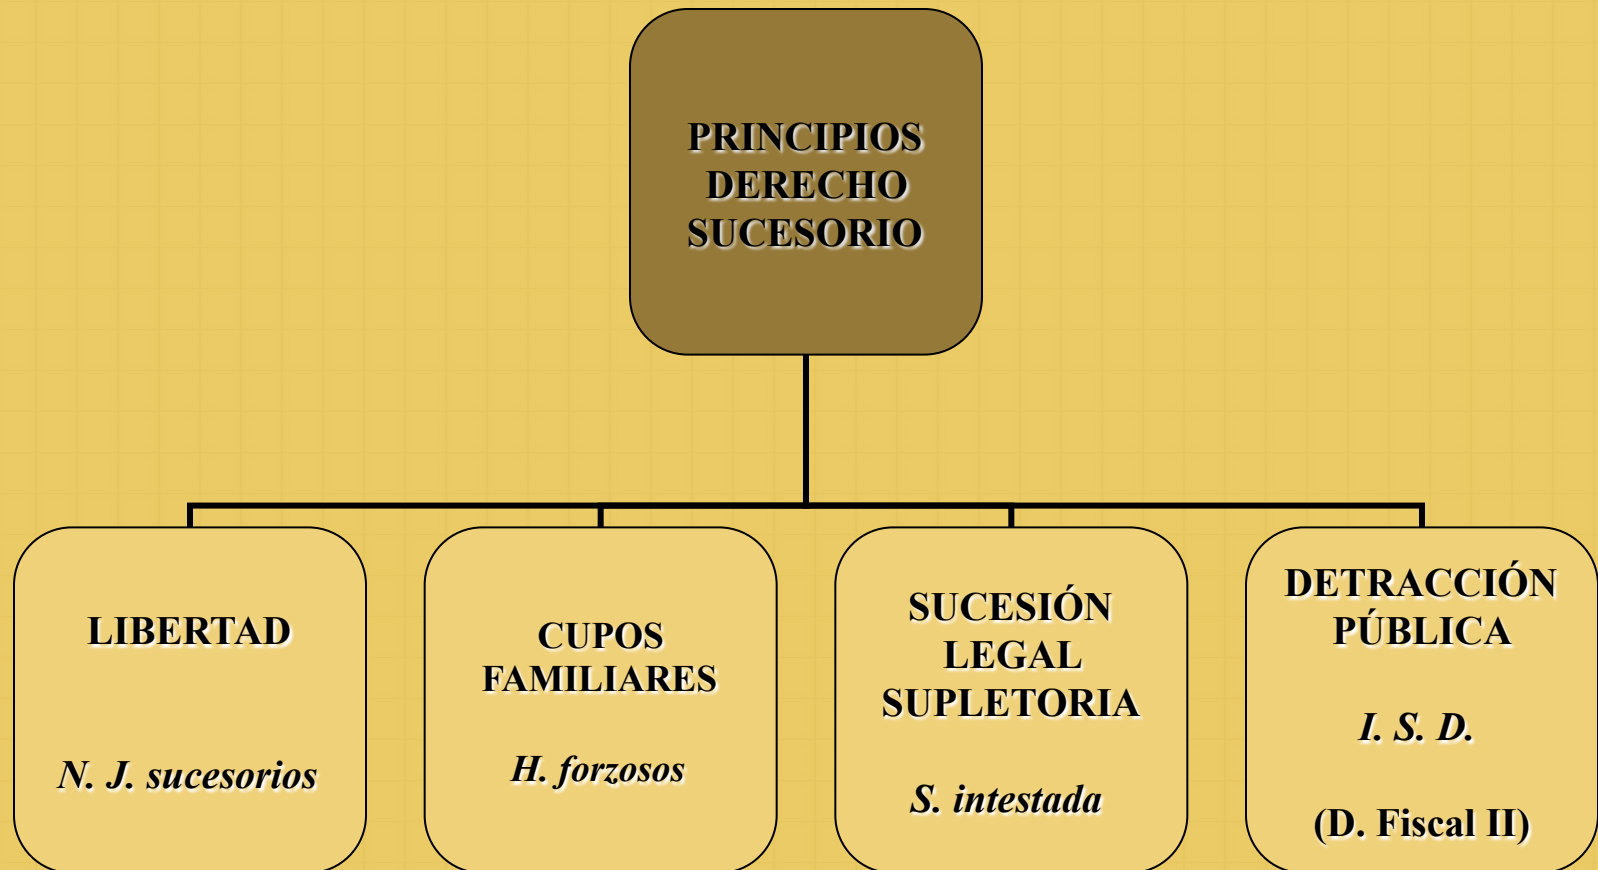 PRINCIPIOS
DERECHO
SUCESORIO
LIBERTAD
N. J. sucesorios
CUPOS
FAMILIARES
H. forzosos
SUCESIÓN
LEGAL
SUPLETORIA
S. intestada
DETRACCIÓN
PÚBLICA
I. S. D.
(D. Fiscal II)